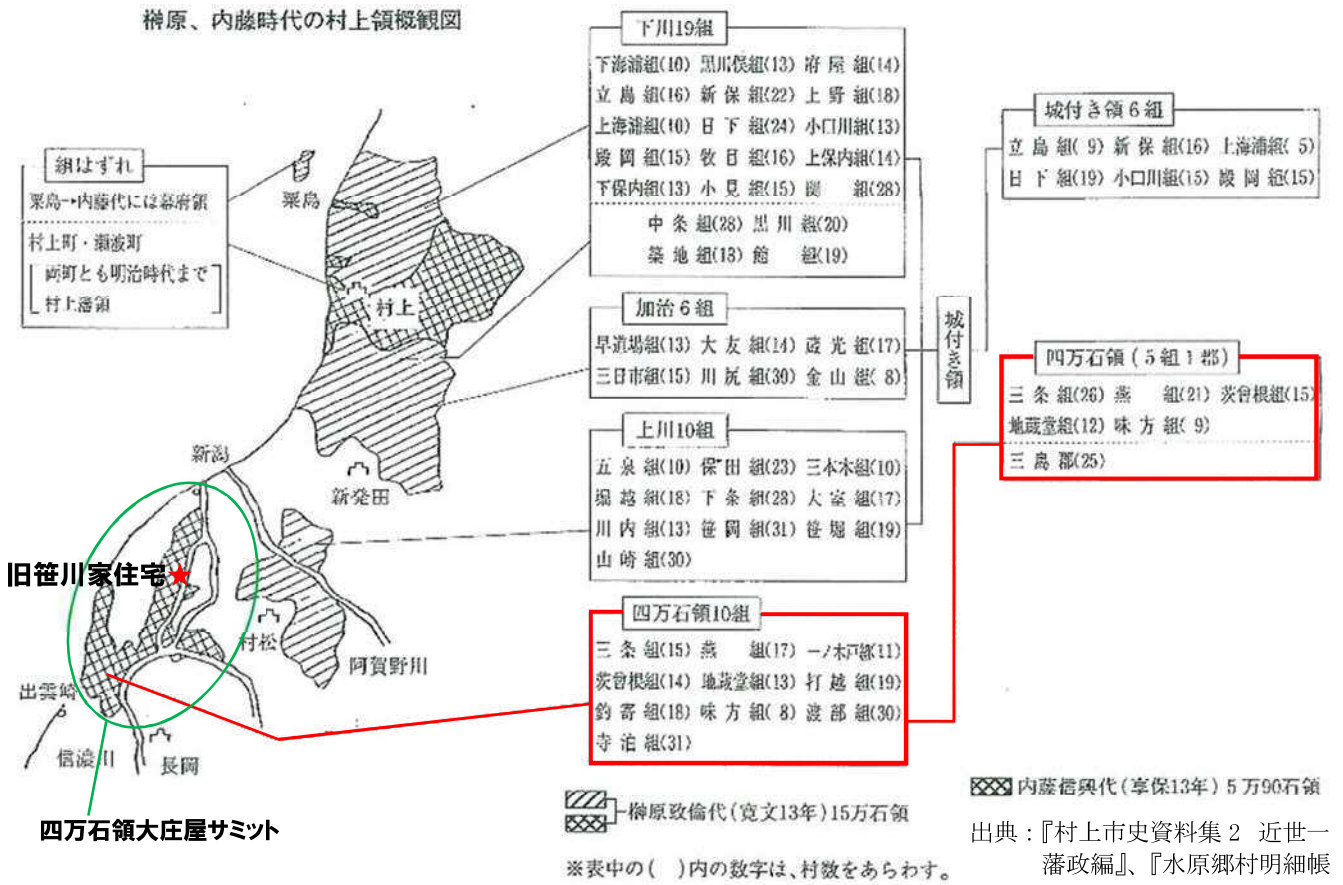 榊原、内藤時代の村上領概観図
組はずれ
粟島→内藤代には幕府領
村上町・瀬波町
両町とも明治時代まで
村上藩領
粟島
村上
新潟
新発田
旧笹川家住宅
村松
阿賀野川
出雲崎
信濃川
長岡
四万石領大庄屋サミット
下川19組
下海浦組(10) 黒川俣組(13) 府屋組(14)
立島組(16) 新保組(22) 上野組(18)
上海浦組(10) 日下組(24) 小口川組(13)
殿岡組(15) 牧目組(16) 上保内組(14)
下保内組(13) 小見組(15) 関組(28)
中条組(28) 黒川組(20)
築地組(13) 館組(19)
加治6組
早道場組(13) 大友組(14) 蔵光組(17)
三日市組(15) 川尻組(30) 金山組( 8)
上川10組
五泉組(10) 保田組(23) 三本木組(10)
堀越組(18) 下条組(23) 大室組(17)
川内組(13) 笹岡組(31) 笹堀組(19)
山崎組(30)
四万石領10組
三条組(15) 燕組(17) 一ノ木戸組(11)
茨曾根組(14) 地蔵堂組(13) 打越組(19)
釣寄組(18) 味方組( 8) 渡部組(30)
寺泊組(31)
城付き領
城付き領6組
立島組( 9) 新保組(16) 上海浦組( 5)
日下組(19) 小口川組(15) 殿岡組(15)
四万石領(5組1郡)
三条組(26) 燕組(21) 茨曾根組(15)
地蔵堂組(12) 味方組( 9)
三島郡(25)
榊原政倫代(寛文13年)15万石領
※表中の( )内の数字は、村数をあらわす。
内藤信興代(享保13年) 5万90石領
出典:『村上市史資料集2 近世一
藩政編』、『水原郷村明細帳